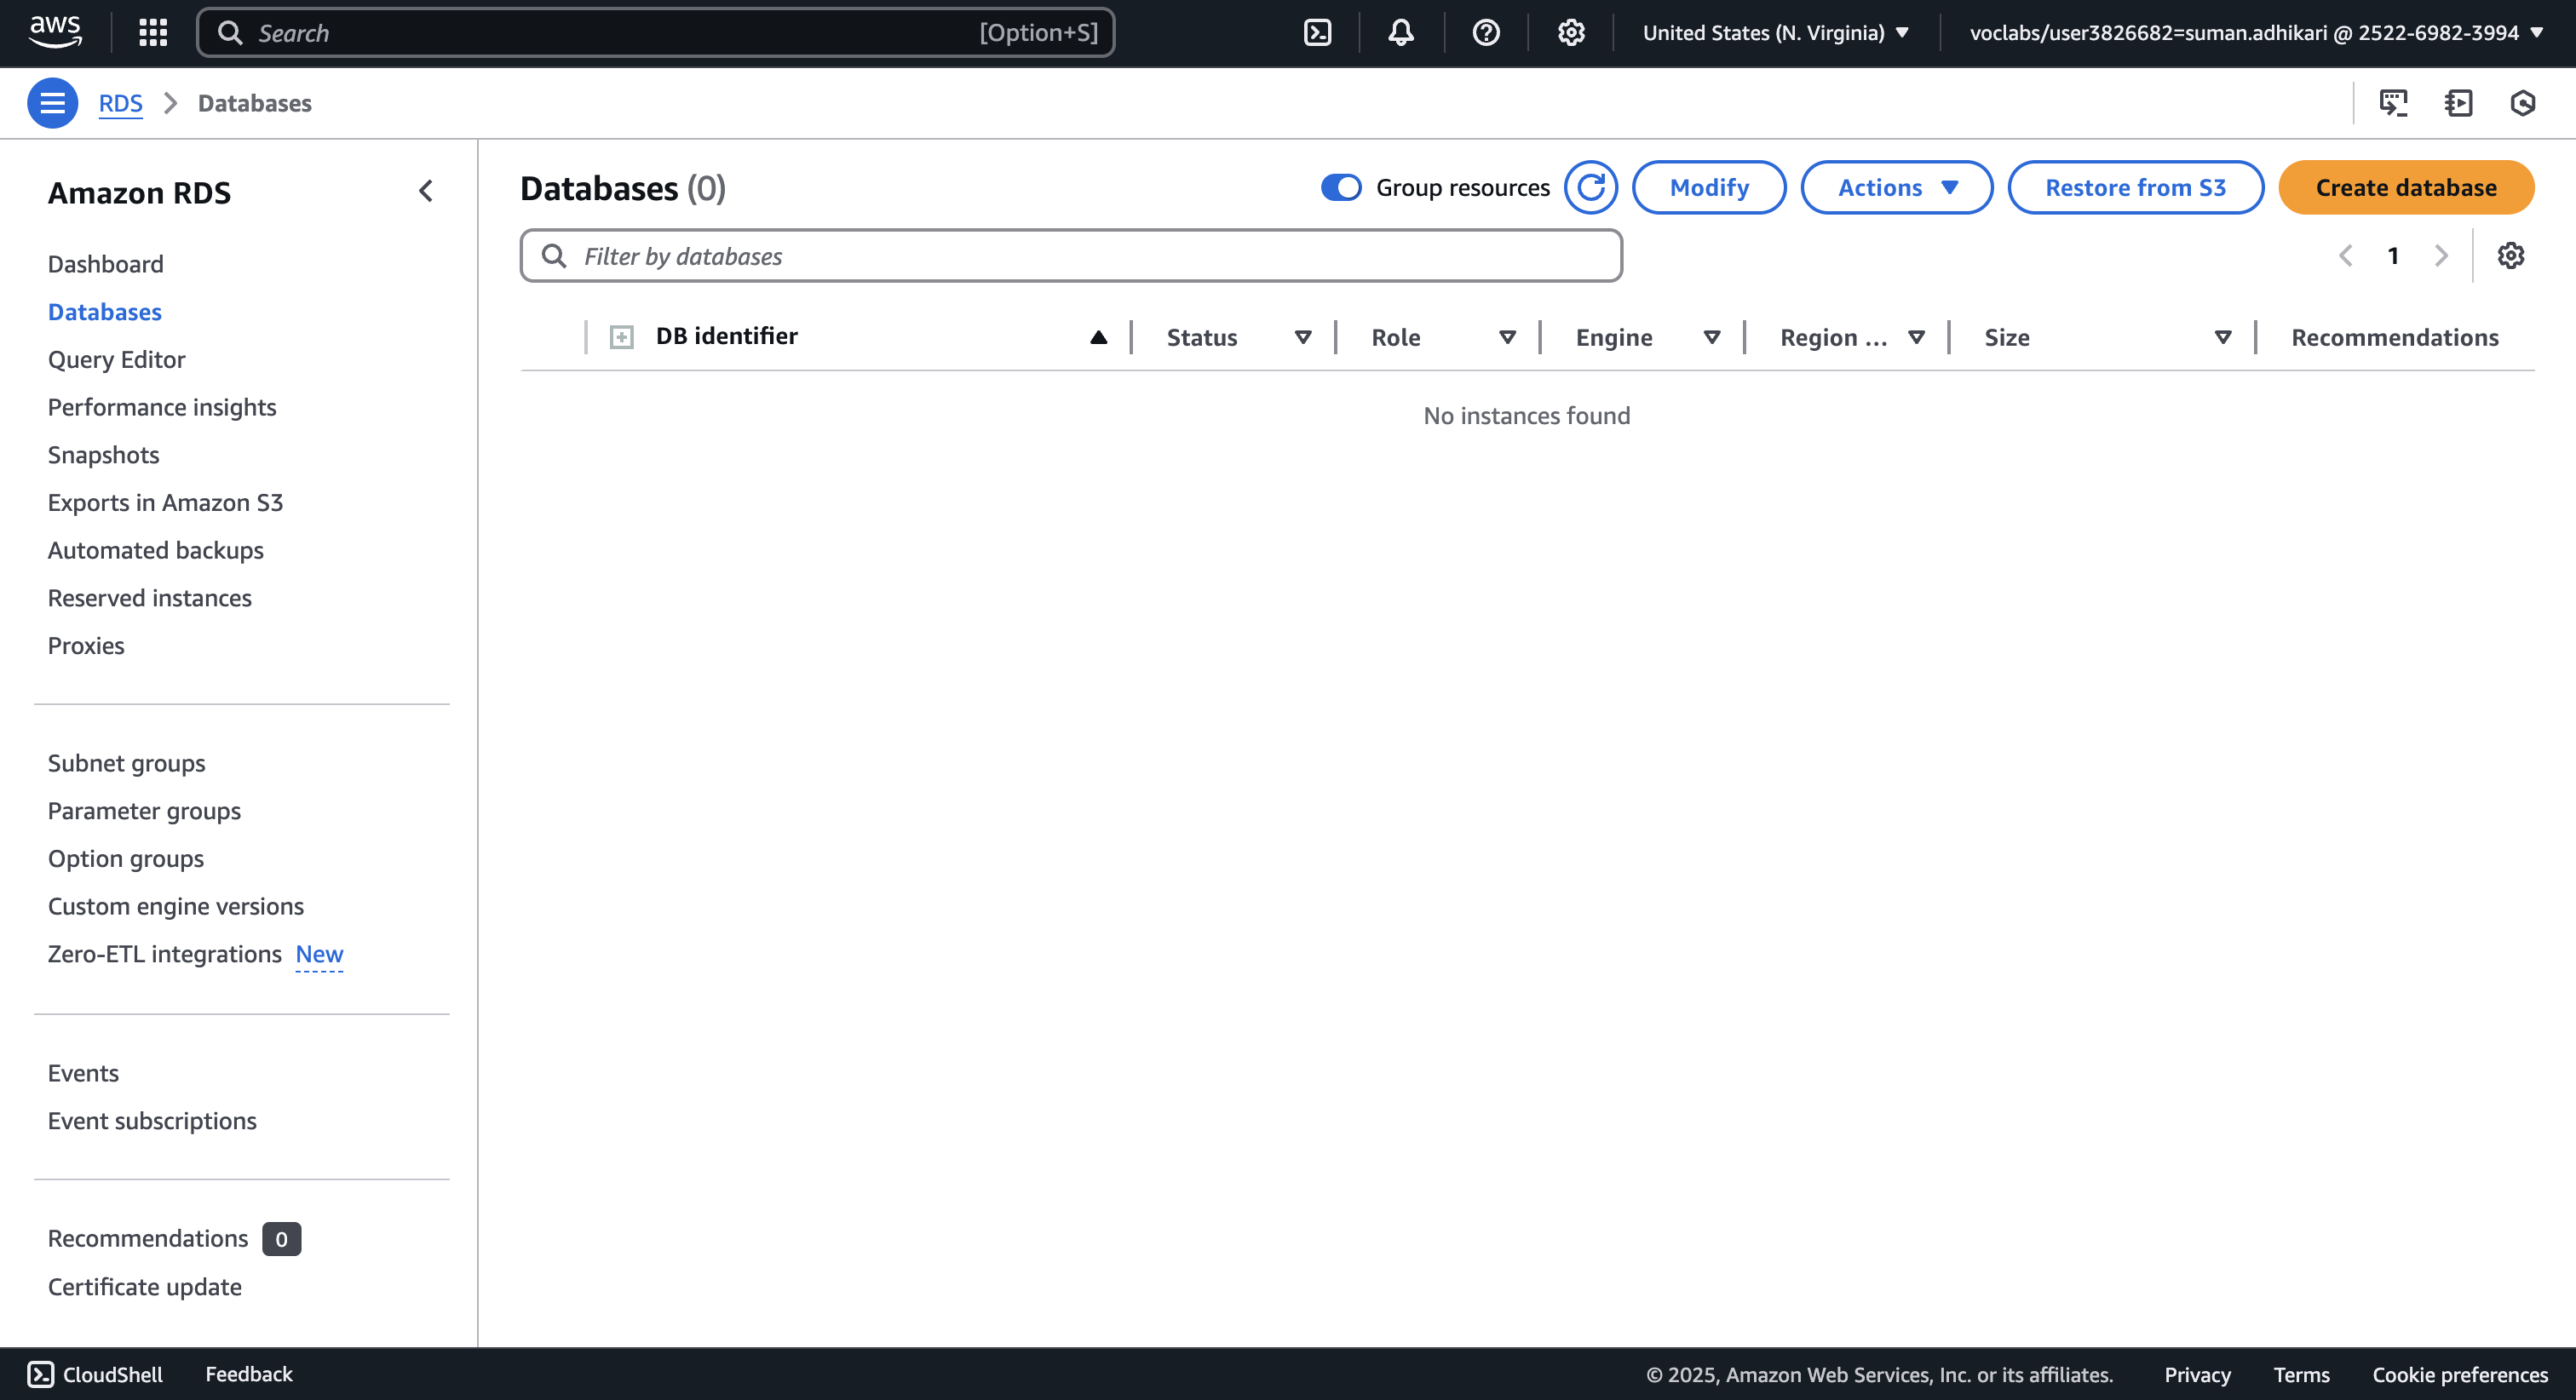 aws
Search [Option+S]
United States (N. Virginia)
voclabs/user3826682=suman.adhikari @ 2522-6982-3994
RDS Databases
Amazon RDS
Dashboard
Databases
Query Editor
Performance insights
Snapshots
Exports in Amazon S3
Automated backups
Reserved instances
Proxies
Subnet groups
Parameter groups
Option groups
Custom engine versions
Zero-ETL integrations New
Events
Event subscriptions
Recommendations 0
Certificate update
Databases (0)
Group resources Modify Actions Restore from S3 Create database
Filter by databases
1
DB identifier Status Role Engine Region ... Size Recommendations
No instances found
CloudShell Feedback
© 2025, Amazon Web Services, Inc. or its affiliates. Privacy Terms Cookie preferences